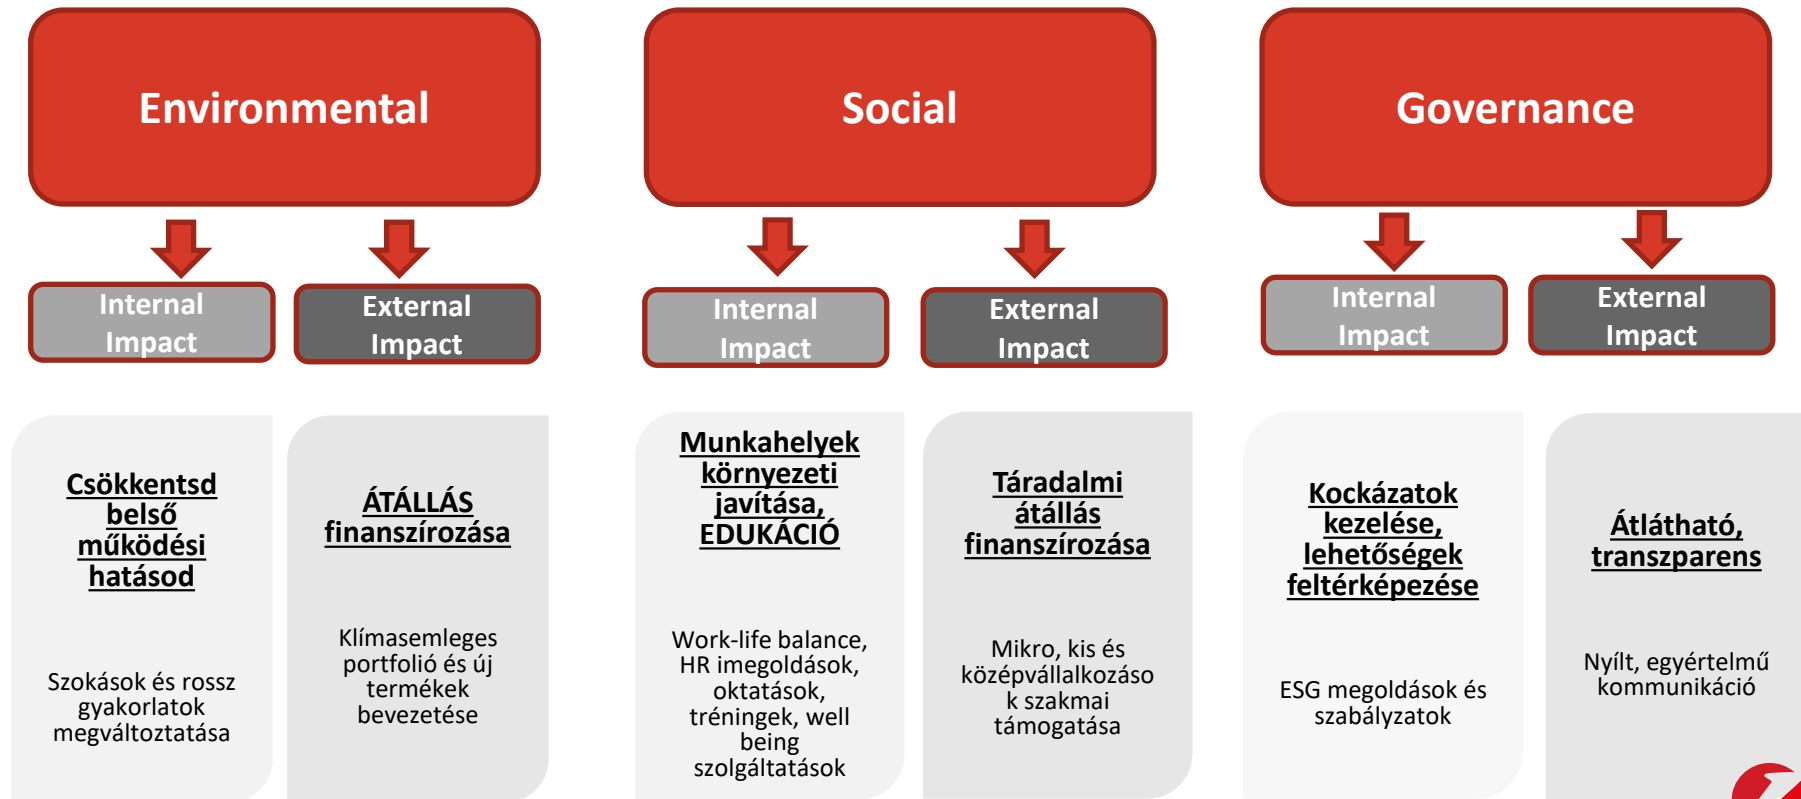 Environmental
Social
Governance
Internal
Impact
External
Impact
Internal
Impact
External
Impact
Internal
Impact
External
Impact
Csökkentsd
belső
működési
hatásod
Szokások és rossz
gyakorlatok
megváltoztatása
ÁTÁLLÁS
finanszírozása
Klímasemleges
portfolió és új
termékek
bevezetése
Munkahelyek
környezeti
javítása,
EDUKÁCIÓ
Work-life balance,
HR imegoldások,
oktatások,
tréningek, well
being
szolgáltatások
Táradalmi
átállás
finanszírozása
Mikro, kis és
középvállalkozáso
k szakmai
támogatása
Kockázatok
kezelése,
lehetőségek
feltérképezése
ESG megoldások és
szabályzatok
Átlátható,
transzparens
Nyílt, egyértelmű
kommunikáció